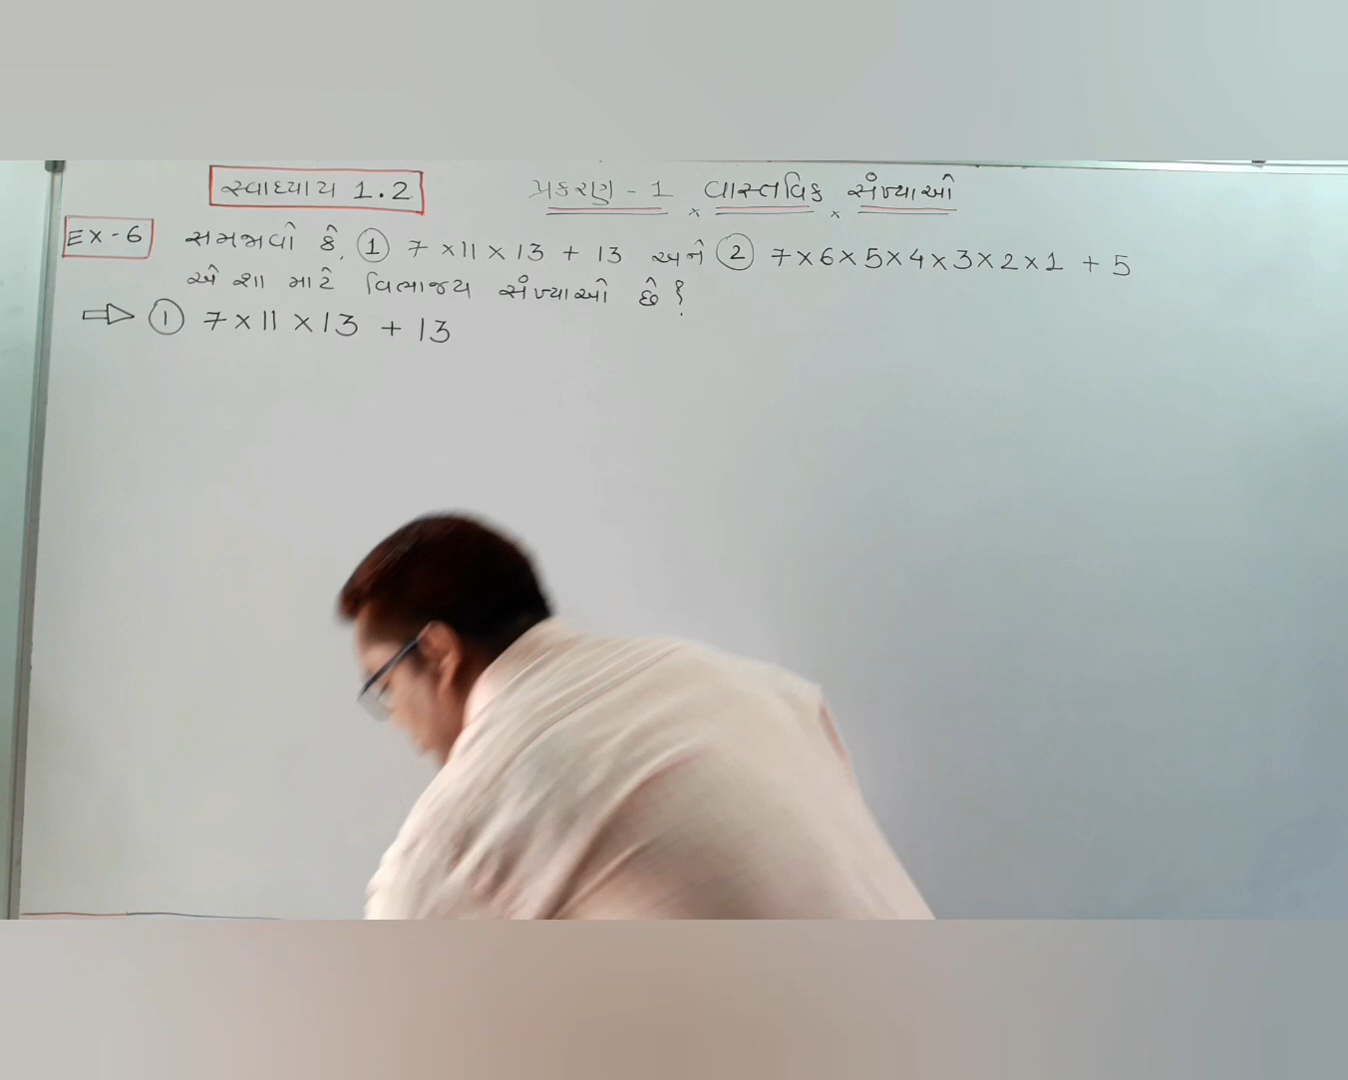 સ્વાધ્યાય 1.2 પ્રકરણ - 1 વાસ્તવિક સંખ્યાઓ
EX-6 સમજાવો કે, ① 7 × 11 × 13 + 13 અને ② 7 × 6 × 5 × 4 × 3 × 2 × 1 + 5
એ શા માટે વિભાજ્ય સંખ્યાઓ છે ?
⇨ ① 7 × 11 × 13 + 13